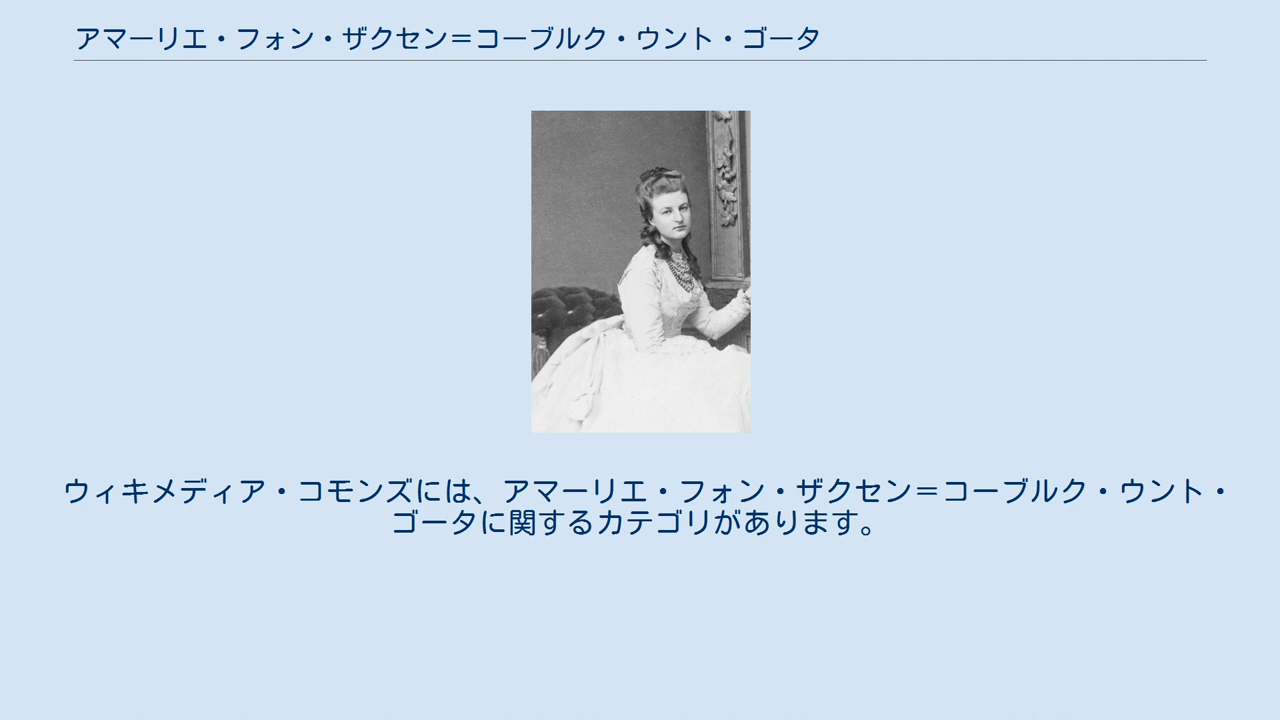 アマーリエ・フォン・ザクセン＝コーブルク・ウント・ゴータ
ウィキメディア・コモンズには、アマーリエ・フォン・ザクセン＝コーブルク・ウント・
ゴータに関するカテゴリがあります。